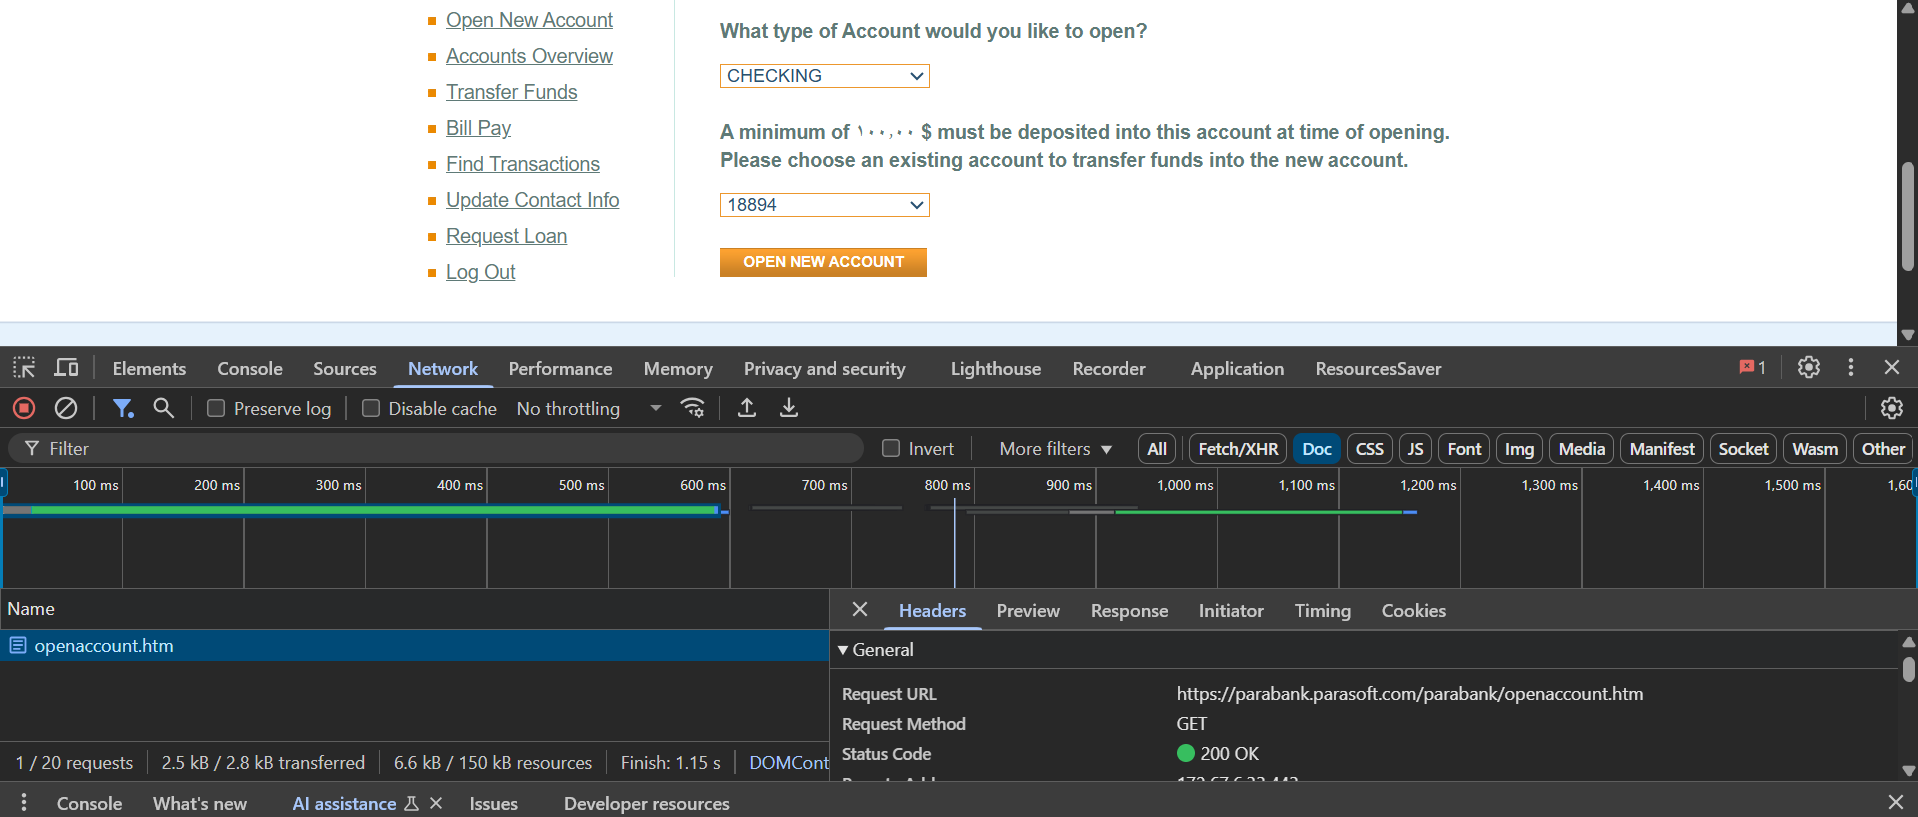 Open New Account
Accounts Overview
Transfer Funds
Bill Pay
Find Transactions
Update Contact Info
Request Loan
Log Out
What type of Account would you like to open?
CHECKING
A minimum of ١٠٠٫٠٠ $ must be deposited into this account at time of opening.
Please choose an existing account to transfer funds into the new account.
18894
OPEN NEW ACCOUNT
Elements Console Sources Network Performance Memory Privacy and security Lighthouse Recorder Application ResourcesSaver 1
Preserve log Disable cache No throttling
Filter Invert More filters All Fetch/XHR Doc CSS JS Font Img Media Manifest Socket Wasm Other
100 ms 200 ms 300 ms 400 ms 500 ms 600 ms 700 ms 800 ms 900 ms 1,000 ms 1,100 ms 1,200 ms 1,300 ms 1,400 ms 1,500 ms 1,60
Name
openaccount.htm
Headers Preview Response Initiator Timing Cookies
General
Request URL https://parabank.parasoft.com/parabank/openaccount.htm
Request Method GET
Status Code 200 OK
1 / 20 requests 2.5 kB / 2.8 kB transferred 6.6 kB / 150 kB resources Finish: 1.15 s DOMCont
Console What's new AI assistance Issues Developer resources